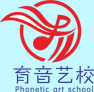 育音艺校
Phonetic art school